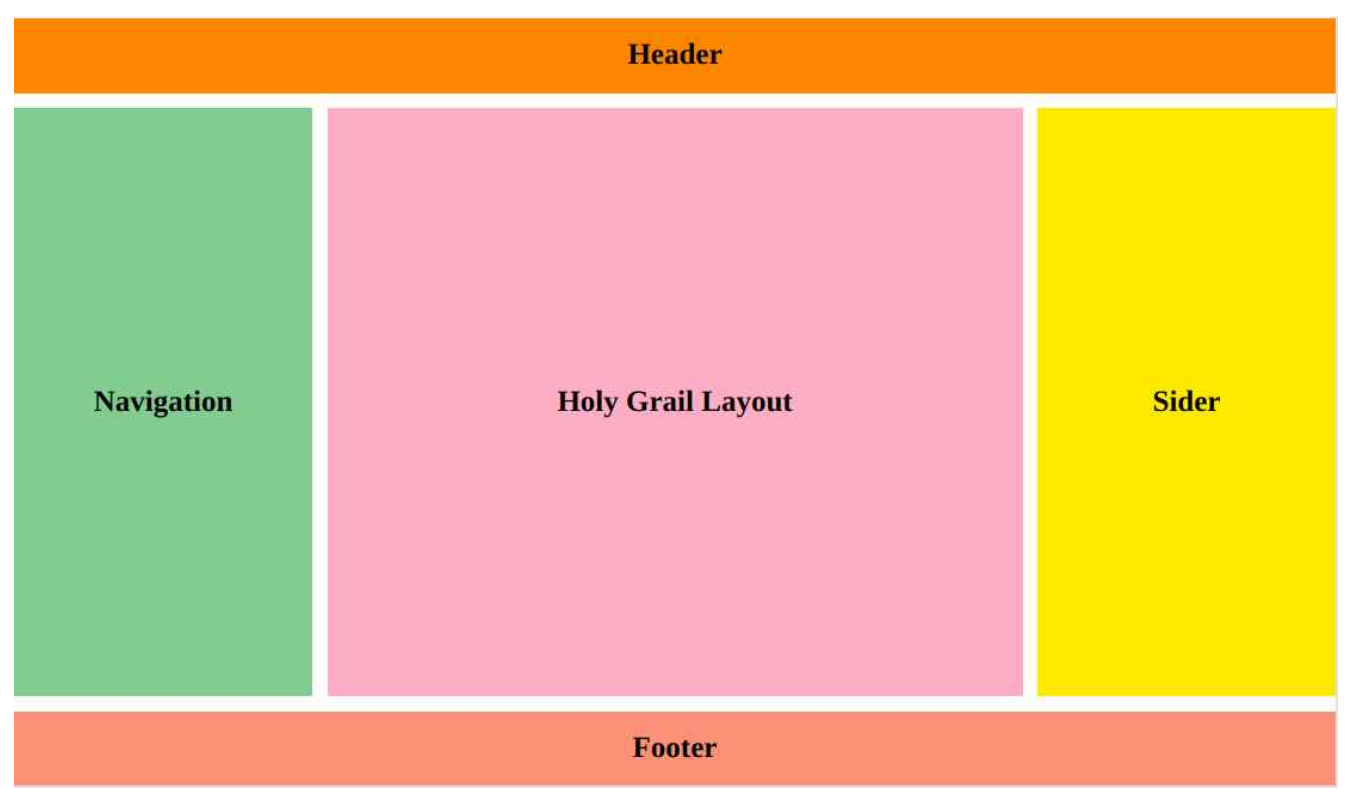 Header
Navigation
Holy Grail Layout
Sider
Footer